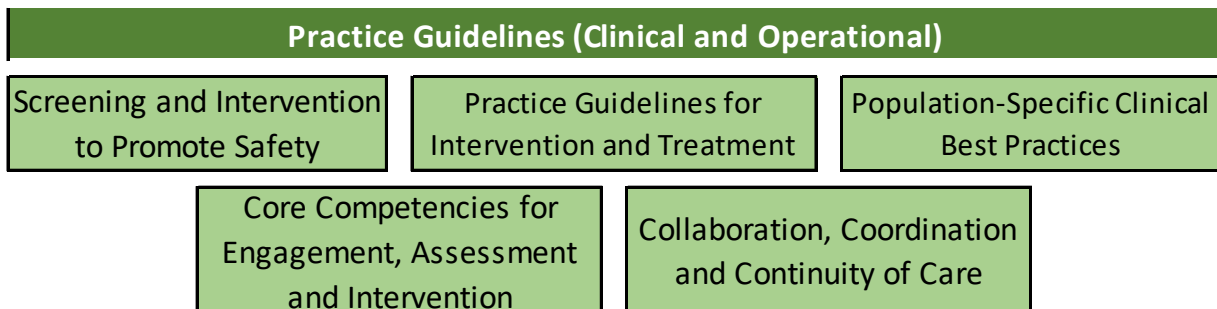 Practice Guidelines (Clinical and Operational)
Screening and Intervention
to Promote Safety
Practice Guidelines for
Intervention and Treatment
Population-Specific Clinical
Best Practices
Core Competencies for
Engagement, Assessment
and Intervention
Collaboration, Coordination
and Continuity of Care